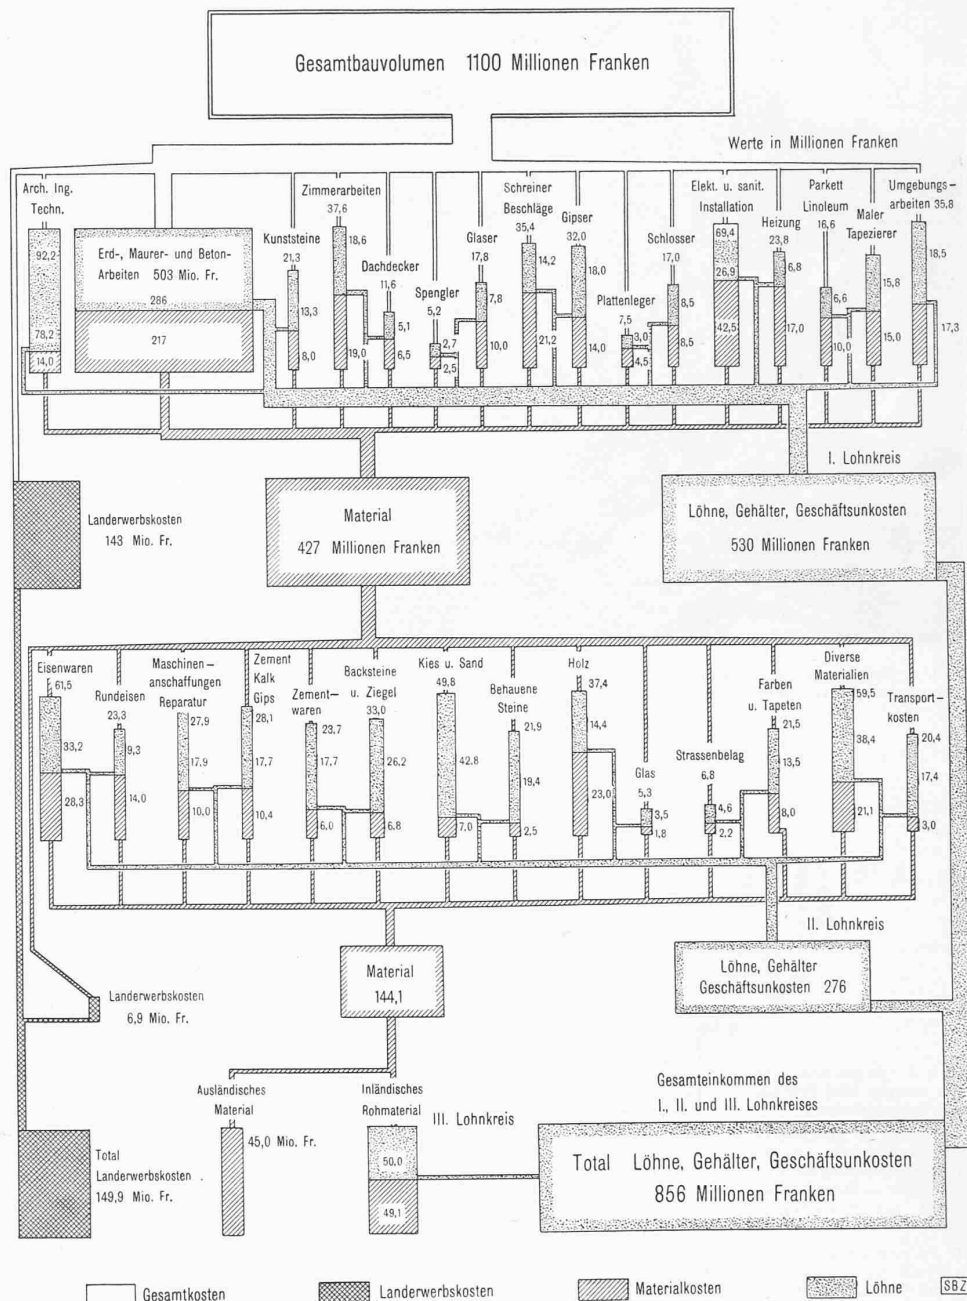 Gesamtbauvolumen 1100 Millionen Franken
Werte in Millionen Franken
Arch. Ing.
Techn.
92,2
78,2
14,0
Erd-, Maurer- und Beton-
Arbeiten 503 Mio. Fr.
286
217
Kunststeine
21,3
13,3
8,0
Zimmerarbeiten
37,6
18,6
19,0
Dachdecker
11,6
5,1
6,5
Spengler
5,2
2,7
2,5
Glaser
17,8
7,8
10,0
Schreiner
Beschläge
35,4
14,2
21,2
Gipser
32,0
18,0
14,0
Plattenleger
7,5
3,0
4,5
Schlosser
17,0
8,5
8,5
Elekt. u. sanit.
Installation
69,4
26,9
42,5
Heizung
23,8
6,8
17,0
Parkett
Linoleum
16,6
6,6
10,0
Maler
Tapezierer
15,8
15,0
Umgebungs-
arbeiten 35,8
18,5
17,3
Landerwerbskosten
143 Mio. Fr.
Material
427 Millionen Franken
I. Lohnkreis
Löhne, Gehälter, Geschäftsunkosten
530 Millionen Franken
Eisenwaren
61,5
33,2
28,3
Rundeisen
23,3
9,3
14,0
Maschinen-
anschaffungen
Reparatur
27,9
17,9
10,0
Zement
Kalk
Gips
28,1
17,7
10,4
Zement-
waren
23,7
17,7
6,0
Backsteine
u. Ziegel
33,0
26,2
6,8
Kies u. Sand
49,8
42,8
7,0
Behauene
Steine
21,9
19,4
2,5
Holz
37,4
14,4
23,0
Glas
5,3
3,5
1,8
Strassenbelag
6,8
4,6
2,2
Farben
u. Tapeten
21,5
13,5
8,0
Diverse
Materialien
59,5
38,4
21,1
Transport-
kosten
20,4
17,4
3,0
II. Lohnkreis
Löhne, Gehälter
Geschäftsunkosten 276
Material
144,1
Landerwerbskosten
6,9 Mio. Fr.
Ausländisches
Material
45,0 Mio. Fr.
Inländisches
Rohmaterial
50,0
49,1
III. Lohnkreis
Gesamteinkommen des
I., II. und III. Lohnkreises
Total Löhne, Gehälter, Geschäftsunkosten
856 Millionen Franken
Total
Landerwerbskosten
149,9 Mio. Fr.
Gesamtkosten
Landerwerbskosten
Materialkosten
Löhne
SBZ